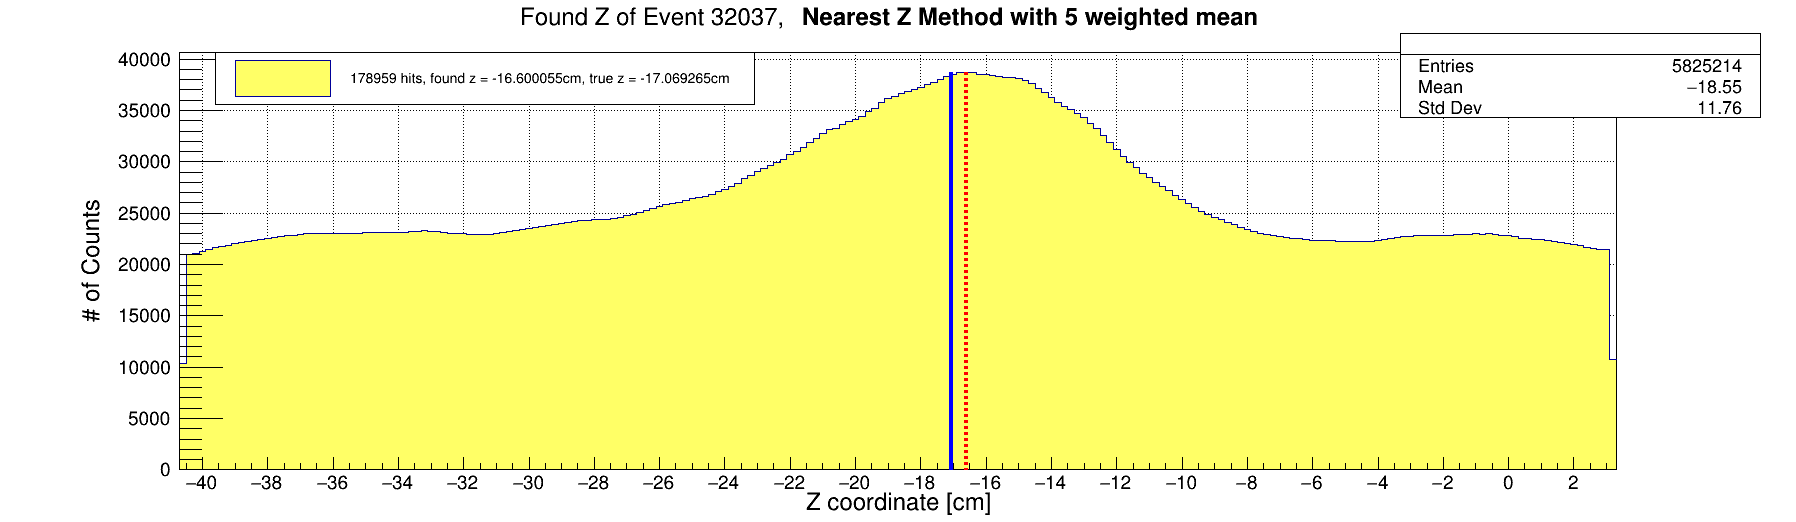 Found Z of Event 32037, Nearest Z Method with 5 weighted mean
178959 hits, found z = -16.600055cm, true z = -17.069265cm
Entries 5825214
Mean −18.55
Std Dev 11.76
# of Counts
40000
35000
30000
25000
20000
15000
10000
5000
0
−40 −38 −36 −34 −32 −30 −28 −26 −24 −22 −20 −18 −16 −14 −12 −10 −8 −6 −4 −2 0 2
Z coordinate [cm]